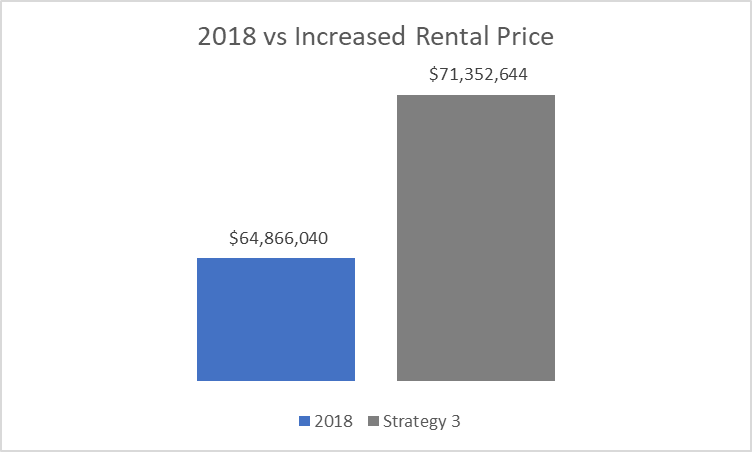 2018 vs Increased Rental Price
$71,352,644
$64,866,040
2018 Strategy 3